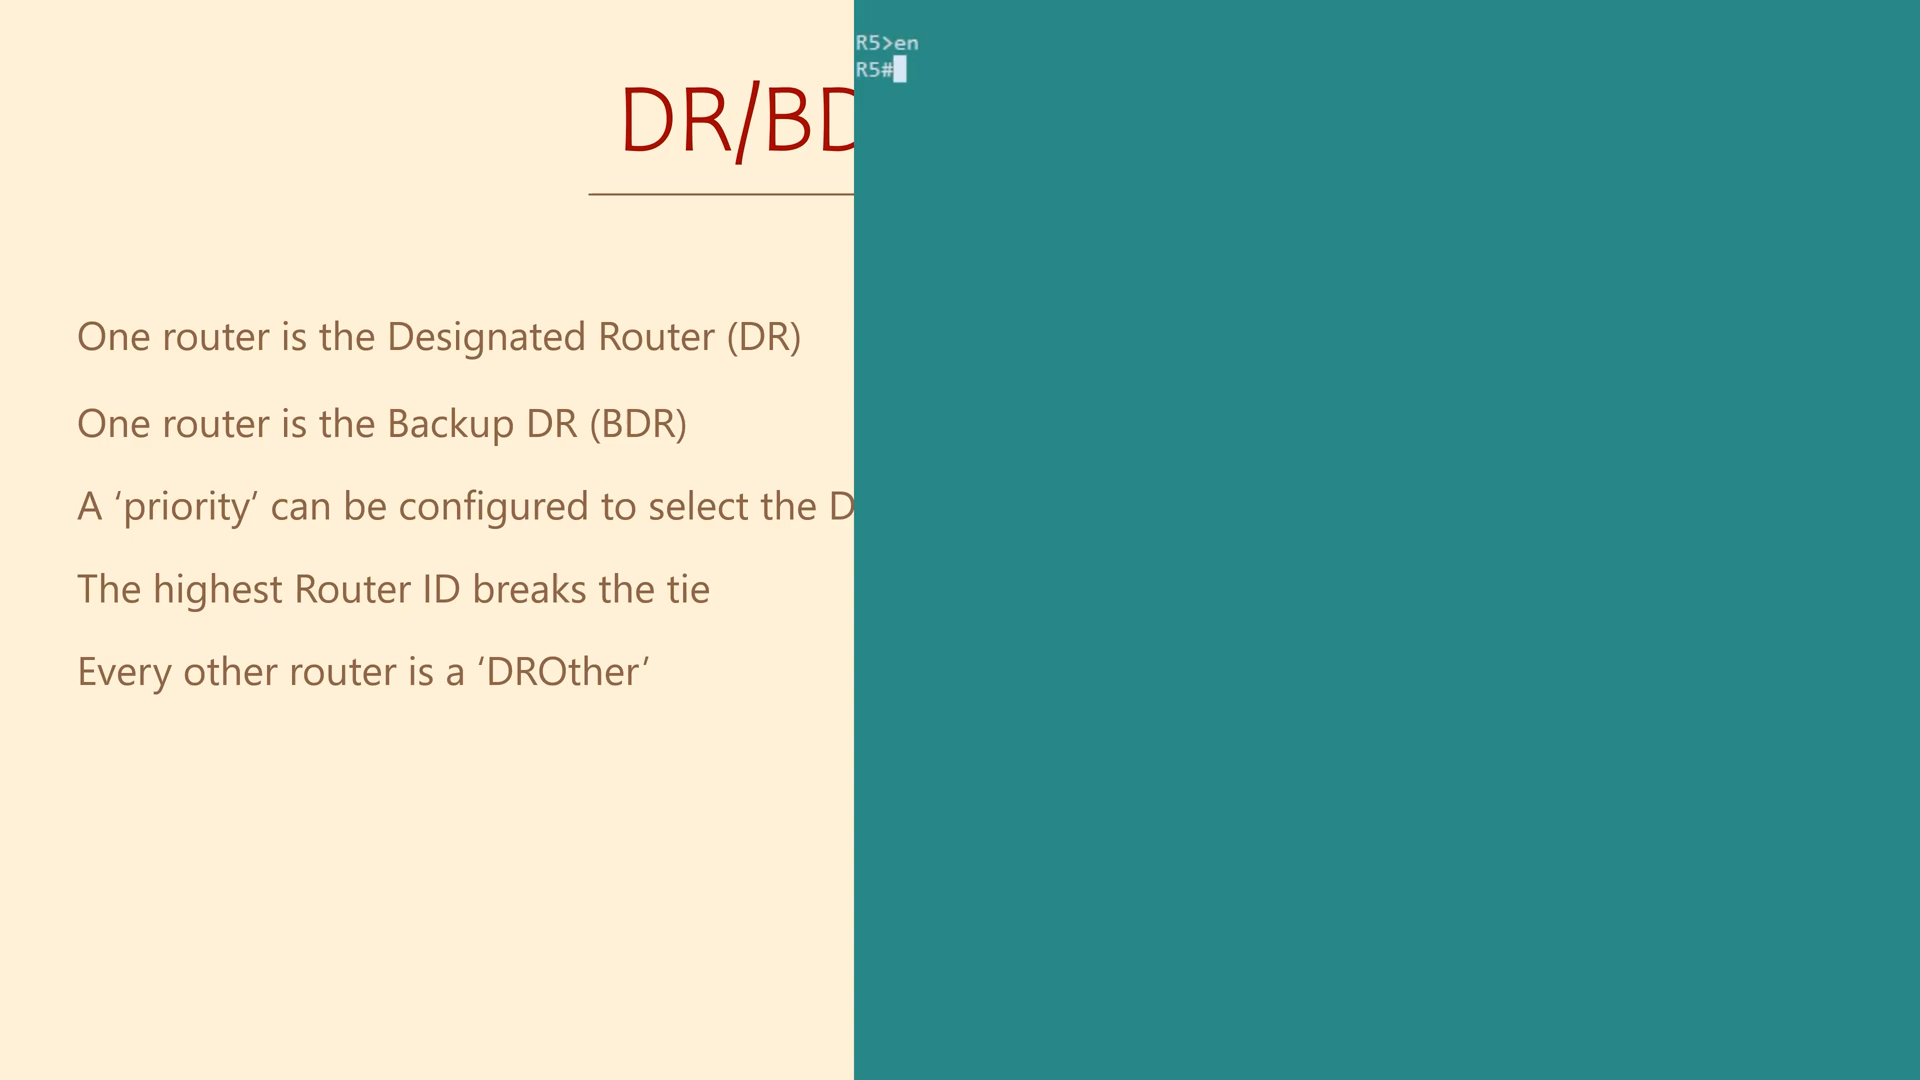 DR/BD
One router is the Designated Router (DR)
One router is the Backup DR (BDR)
A ‘priority’ can be configured to select the D
The highest Router ID breaks the tie
Every other router is a ‘DROther’
R5>en
R5#